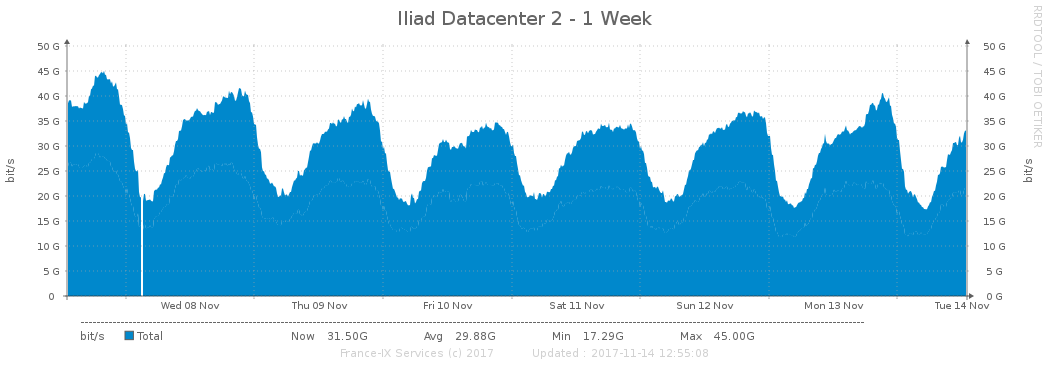 Iliad Datacenter 2 - 1 Week
RRDTOOL / TOBI OETIKER
bit/s
50 G 50 G
45 G 45 G
40 G 40 G
35 G 35 G
30 G 30 G
25 G 25 G
20 G 20 G
15 G 15 G
10 G 10 G
5 G 5 G
0 0 G
bit/s
Wed 08 Nov Thu 09 Nov Fri 10 Nov Sat 11 Nov Sun 12 Nov Mon 13 Nov Tue 14 Nov
bit/s Total Now 31.50G Avg 29.88G Min 17.29G Max 45.00G
France-IX Services (c) 2017 Updated : 2017-11-14 12:55:08